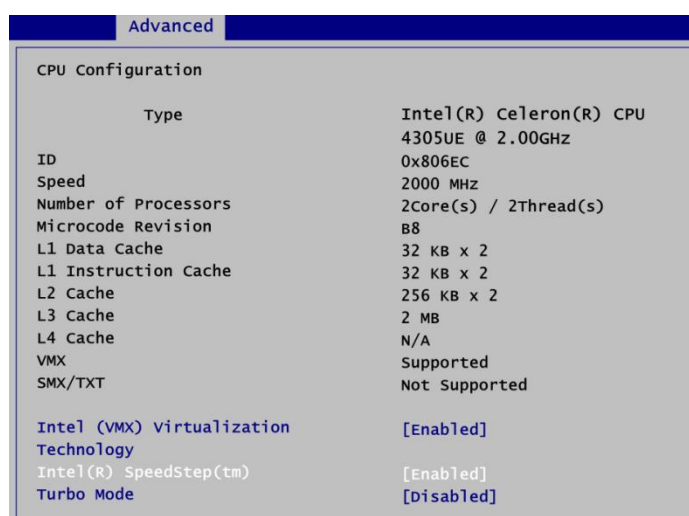 Advanced
CPU Configuration
Type Intel(R) Celeron(R) CPU
4305UE @ 2.00GHz
ID 0x806EC
Speed 2000 MHz
Number of Processors 2Core(s) / 2Thread(s)
Microcode Revision B8
L1 Data Cache 32 KB x 2
L1 Instruction Cache 32 KB x 2
L2 Cache 256 KB x 2
L3 Cache 2 MB
L4 Cache N/A
VMX Supported
SMX/TXT Not Supported
Intel (VMX) Virtualization [Enabled]
Technology
Intel(R) SpeedStep(tm) [Enabled]
Turbo Mode [Disabled]